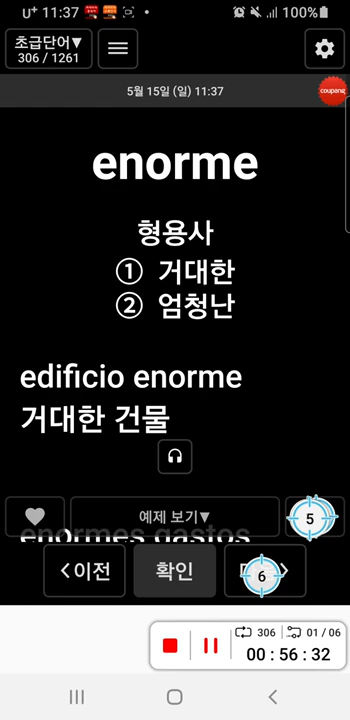 U+ 11:37 100%
초급단어▼
306 / 1261
5월 15일 (일) 11:37
coupang
enorme
형용사
① 거대한
② 엄청난
edificio enorme
거대한 건물
예제 보기▼
5
enormes gastos
<이전
확인
6
306 01 / 06
00 : 56 : 32